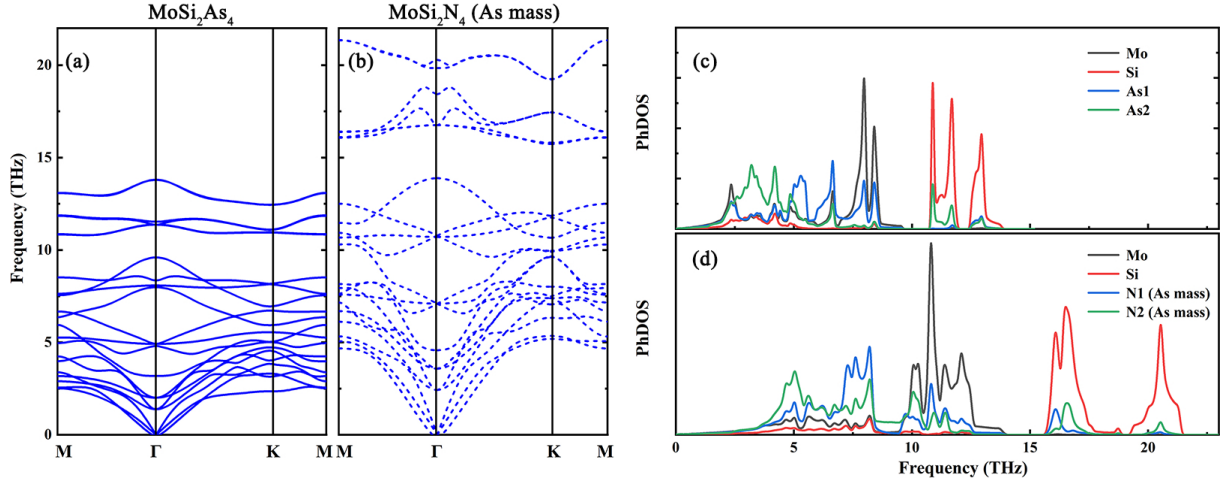 MoSi₂As₄
MoSi₂N₄ (As mass)
(a)
(b)
Frequency (THz)
20
15
10
5
0
M Γ K M
M Γ K M
(c)
PhDOS
Mo
Si
As1
As2
(d)
PhDOS
Mo
Si
N1 (As mass)
N2 (As mass)
0 5 10 15 20
Frequency (THz)